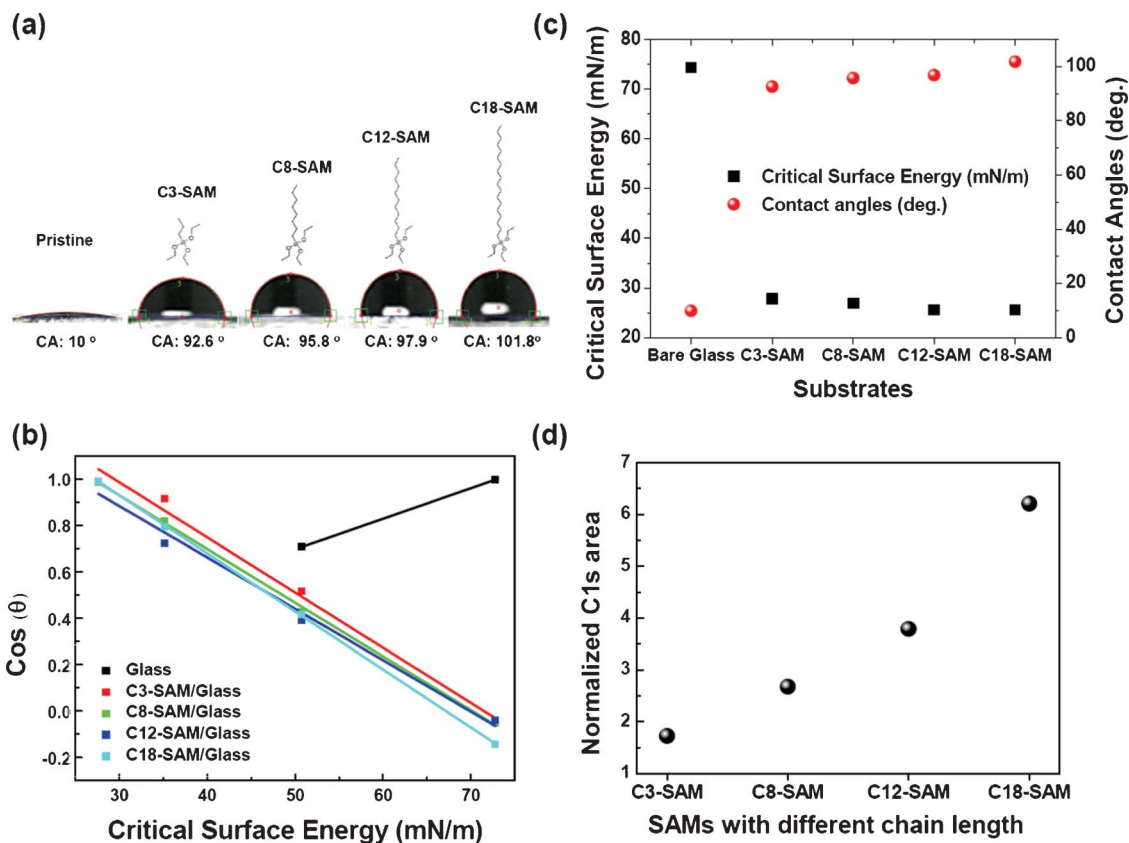 (a)
C18-SAM
C12-SAM
C8-SAM
C3-SAM
Pristine
CA: 10 °
CA: 92.6 °
CA: 95.8 °
CA: 97.9 °
CA: 101.8°
(c)
Critical Surface Energy (mN/m)
80
70
60
50
40
30
20
Critical Surface Energy (mN/m)
Contact angles (deg.)
100
80
60
40
20
0
Contact Angles (deg.)
Bare Glass
C3-SAM
C8-SAM
C12-SAM
C18-SAM
Substrates
(b)
Cos (θ)
1.0
0.8
0.6
0.4
0.2
0.0
-0.2
Glass
C3-SAM/Glass
C8-SAM/Glass
C12-SAM/Glass
C18-SAM/Glass
30
40
50
60
70
Critical Surface Energy (mN/m)
(d)
Normalized C1s area
7
6
5
4
3
2
1
C3-SAM
C8-SAM
C12-SAM
C18-SAM
SAMs with different chain length